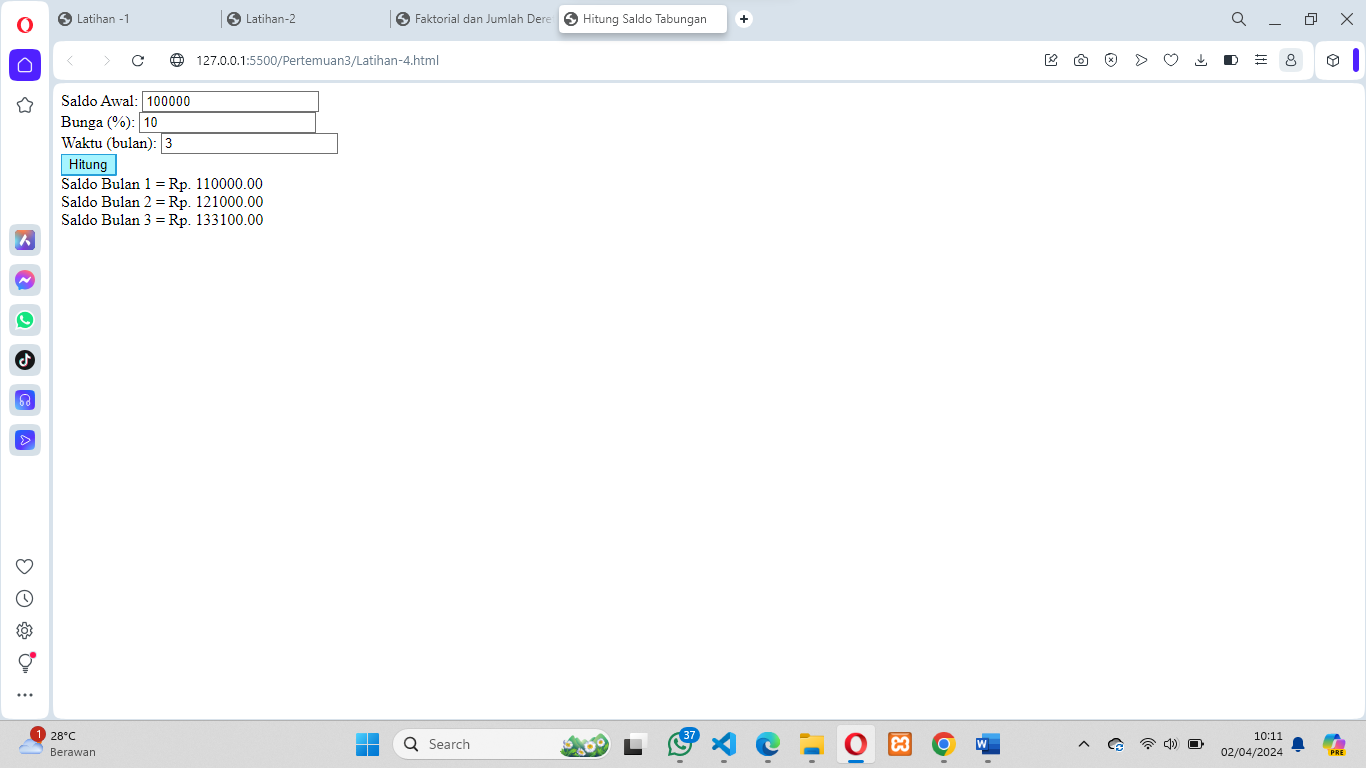 Latihan -1
Latihan-2
Faktorial dan Jumlah Dere
Hitung Saldo Tabungan
127.0.0.1:5500/Pertemuan3/Latihan-4.html
Saldo Awal: 100000
Bunga (%): 10
Waktu (bulan): 3
Hitung
Saldo Bulan 1 = Rp. 110000.00
Saldo Bulan 2 = Rp. 121000.00
Saldo Bulan 3 = Rp. 133100.00
1
28°C
Berawan
Search
37
W
10:11
02/04/2024
PRE